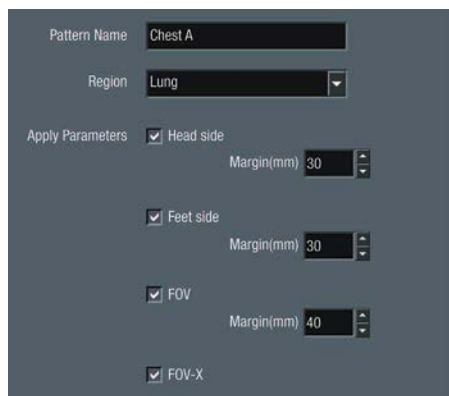 Pattern Name Chest A
Region Lung
Apply Parameters Head side
Margin(mm) 30
Feet side
Margin(mm) 30
FOV
Margin(mm) 40
FOV-X